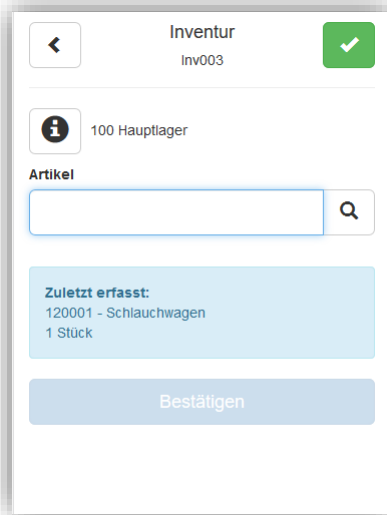 Inventur
Inv003
100 Hauptlager
Artikel
Zuletzt erfasst:
120001 - Schlauchwagen
1 Stück
Bestätigen